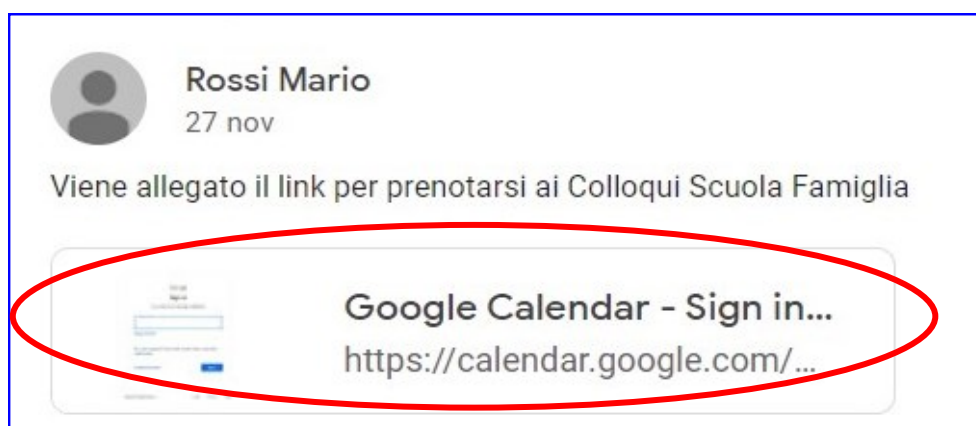 Rossi Mario
27 nov
Viene allegato il link per prenotarsi ai Colloqui Scuola Famiglia
Google Calendar - Sign in...
https://calendar.google.com/...